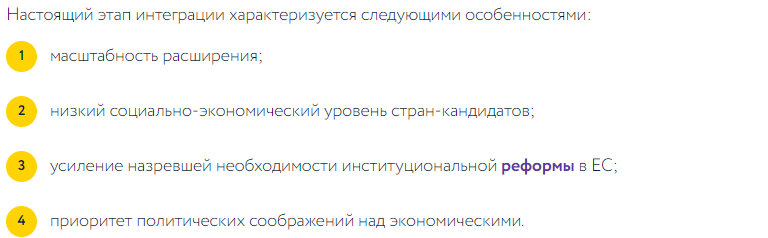 Настоящий этап интеграции характеризуется следующими особенностями:
1 масштабность расширения;
2 низкий социально-экономический уровень стран-кандидатов;
3 усиление назревшей необходимости институциональной реформы в ЕС;
4 приоритет политических соображений над экономическими.